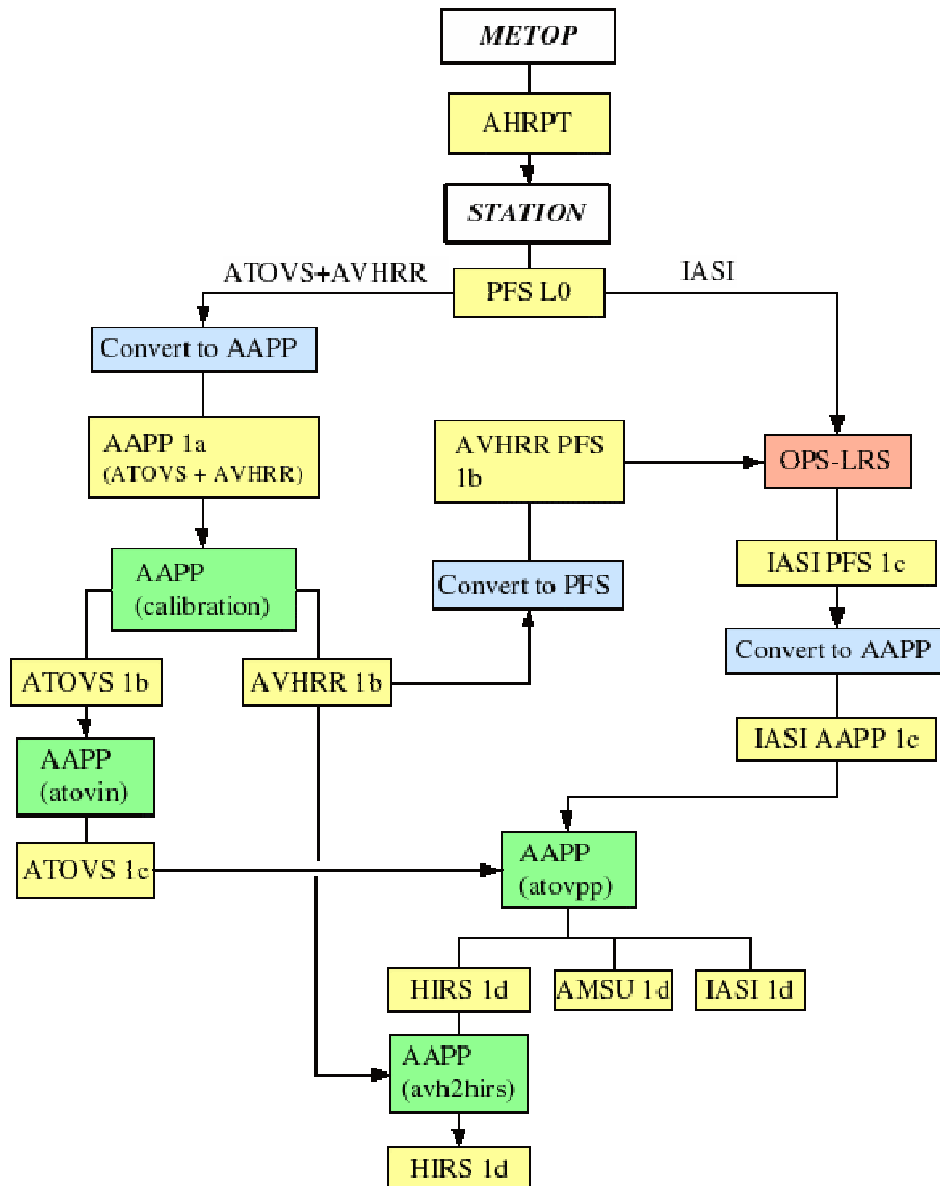 METOP
AHRPT
STATION
ATOVS+AVHRR
IASI
PFS L0
Convert to AAPP
AAPP 1a
(ATOVS + AVHRR)
AVHRR PFS
1b
OPS-LRS
AAPP
(calibration)
Convert to PFS
IASI PFS 1c
Convert to AAPP
ATOVS 1b
AVHRR 1b
IASI AAPP 1c
AAPP
(atovin)
ATOVS 1c
AAPP
(atovpp)
HIRS 1d
AMSU 1d
IASI 1d
AAPP
(avh2hirs)
HIRS 1d